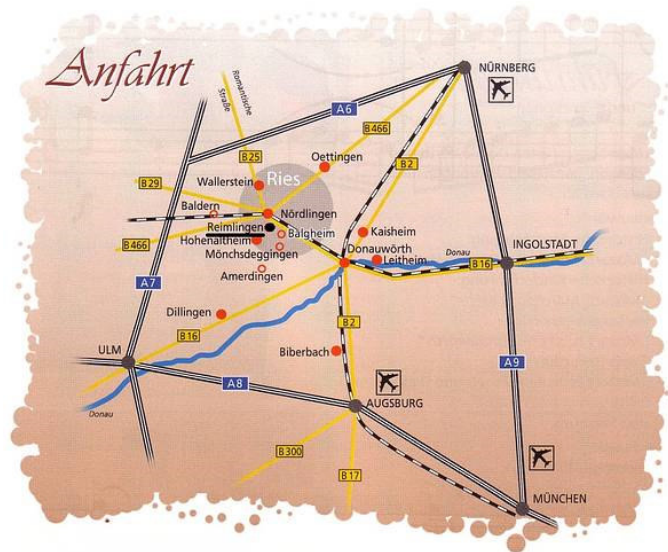 Anfahrt
NÜRNBERG
Romantische
Straße
A6
B466
B25
Oettingen
B2
Ries
Wallerstein
B29
Baldern
Nördlingen
Reimlingen
Balgheim
Kaisheim
B466
Hohenaltheim
Donauwörth
INGOLSTADT
Mönchsdeggingen
Donau
Leitheim
B16
Amerdingen
A7
Dillingen
B16
B2
ULM
Biberbach
A9
A8
Donau
AUGSBURG
B300
B17
MÜNCHEN